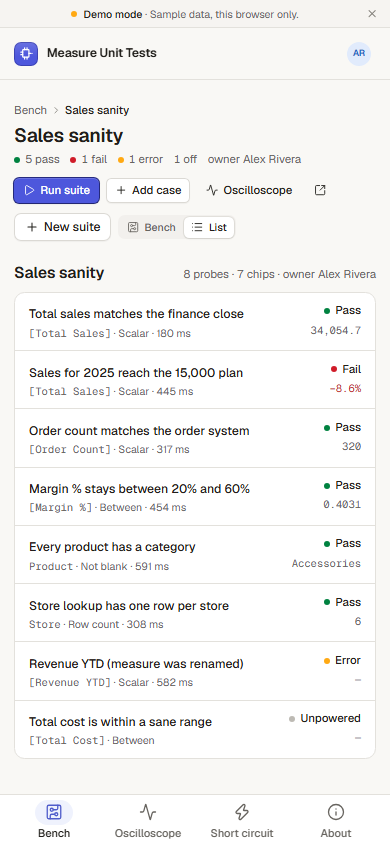 Demo mode · Sample data, this browser only.
Measure Unit Tests
AR
Bench > Sales sanity
Sales sanity
5 pass 1 fail 1 error 1 off owner Alex Rivera
Run suite Add case Oscilloscope
New suite Bench List
Sales sanity 8 probes · 7 chips · owner Alex Rivera
Total sales matches the finance close Pass
[Total Sales] · Scalar · 180 ms 34,054.7
Sales for 2025 reach the 15,000 plan Fail
[Total Sales] · Scalar · 445 ms −8.6%
Order count matches the order system Pass
[Order Count] · Scalar · 317 ms 320
Margin % stays between 20% and 60% Pass
[Margin %] · Between · 454 ms 0.4031
Every product has a category Pass
Product · Not blank · 591 ms Accessories
Store lookup has one row per store Pass
Store · Row count · 308 ms 6
Revenue YTD (measure was renamed) Error
[Revenue YTD] · Scalar · 582 ms —
Total cost is within a sane range Unpowered
[Total Cost] · Between —
Bench Oscilloscope Short circuit About